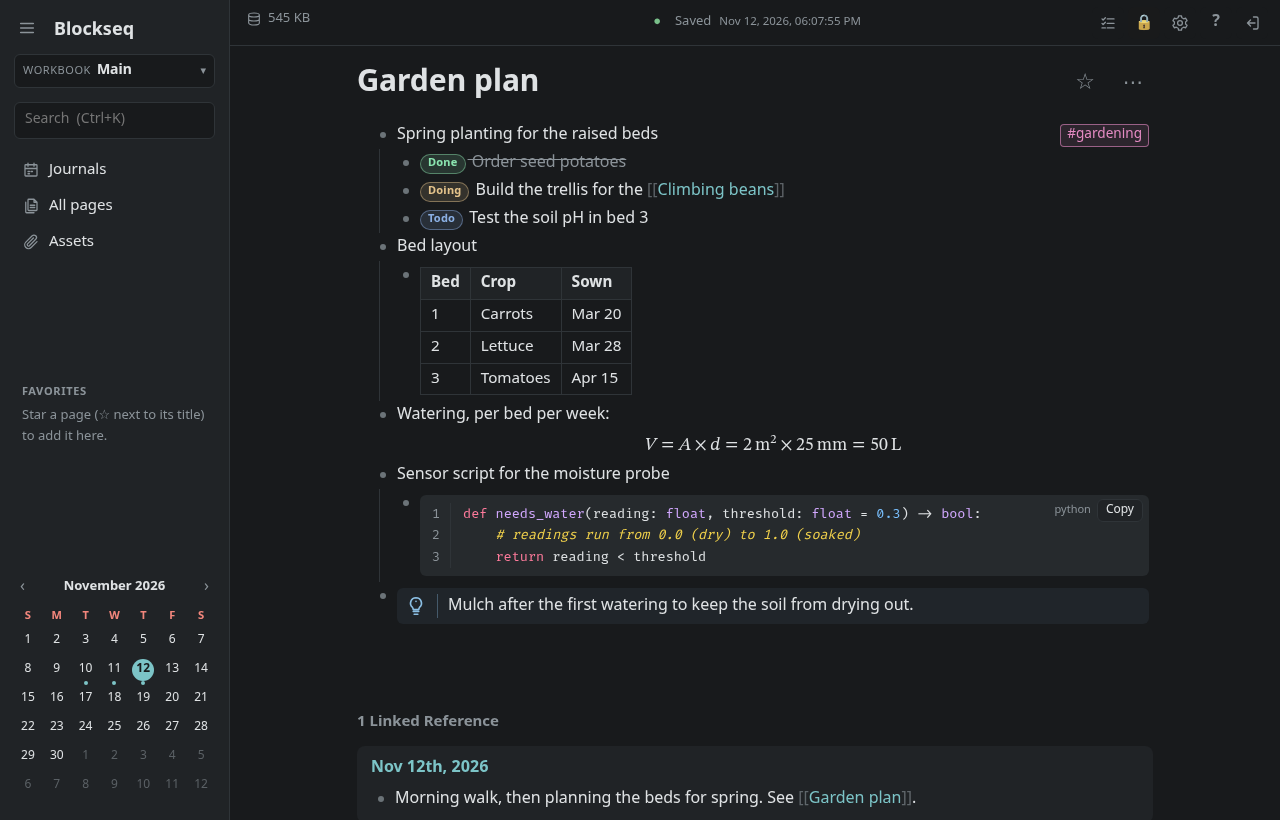 Blockseq
WORKBOOK Main
Search (Ctrl+K)
Journals
All pages
Assets
FAVORITES
Star a page (☆ next to its title)
to add it here.
November 2026
S M T W T F S
1 2 3 4 5 6 7
8 9 10 11 12 13 14
15 16 17 18 19 20 21
22 23 24 25 26 27 28
29 30 1 2 3 4 5
6 7 8 9 10 11 12
545 KB
Saved Nov 12, 2026, 06:07:55 PM
?
Garden plan
Spring planting for the raised beds #gardening
Done Order seed potatoes
Doing Build the trellis for the [[Climbing beans]]
Todo Test the soil pH in bed 3
Bed layout
Bed Crop Sown
1 Carrots Mar 20
2 Lettuce Mar 28
3 Tomatoes Apr 15
Watering, per bed per week:
V = A × d = 2 m² × 25 mm = 50 L
Sensor script for the moisture probe
python Copy
1 def needs_water(reading: float, threshold: float = 0.3) -> bool:
2 # readings run from 0.0 (dry) to 1.0 (soaked)
3 return reading < threshold
Mulch after the first watering to keep the soil from drying out.
1 Linked Reference
Nov 12th, 2026
Morning walk, then planning the beds for spring. See [[Garden plan]].